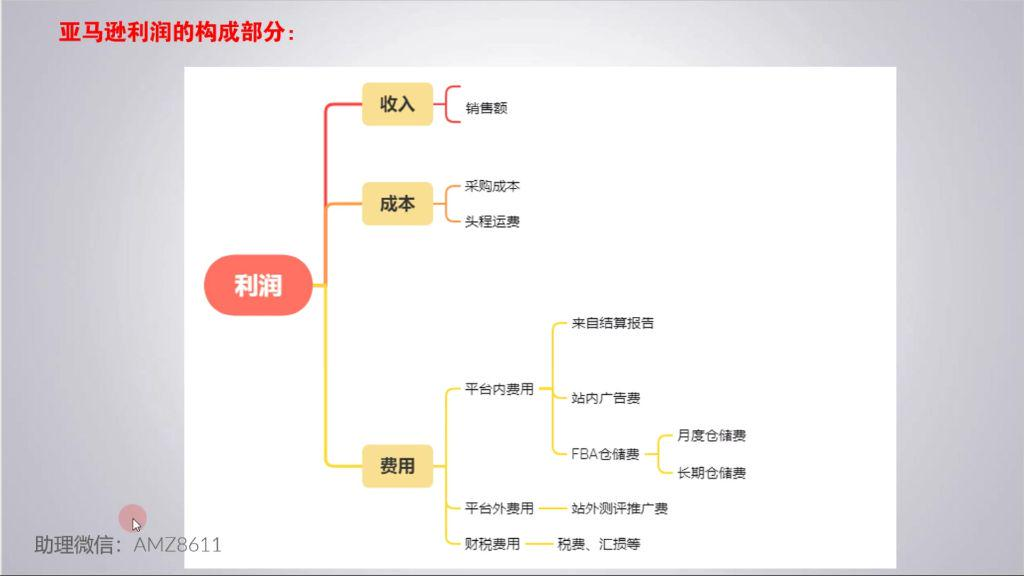 亚马逊利润的构成部分：
收入
销售额
成本
采购成本
头程运费
利润
费用
平台内费用
来自结算报告
站内广告费
FBA仓储费
月度仓储费
长期仓储费
平台外费用
站外测评推广费
财税费用
税费、汇损等
助理微信：AMZ8611